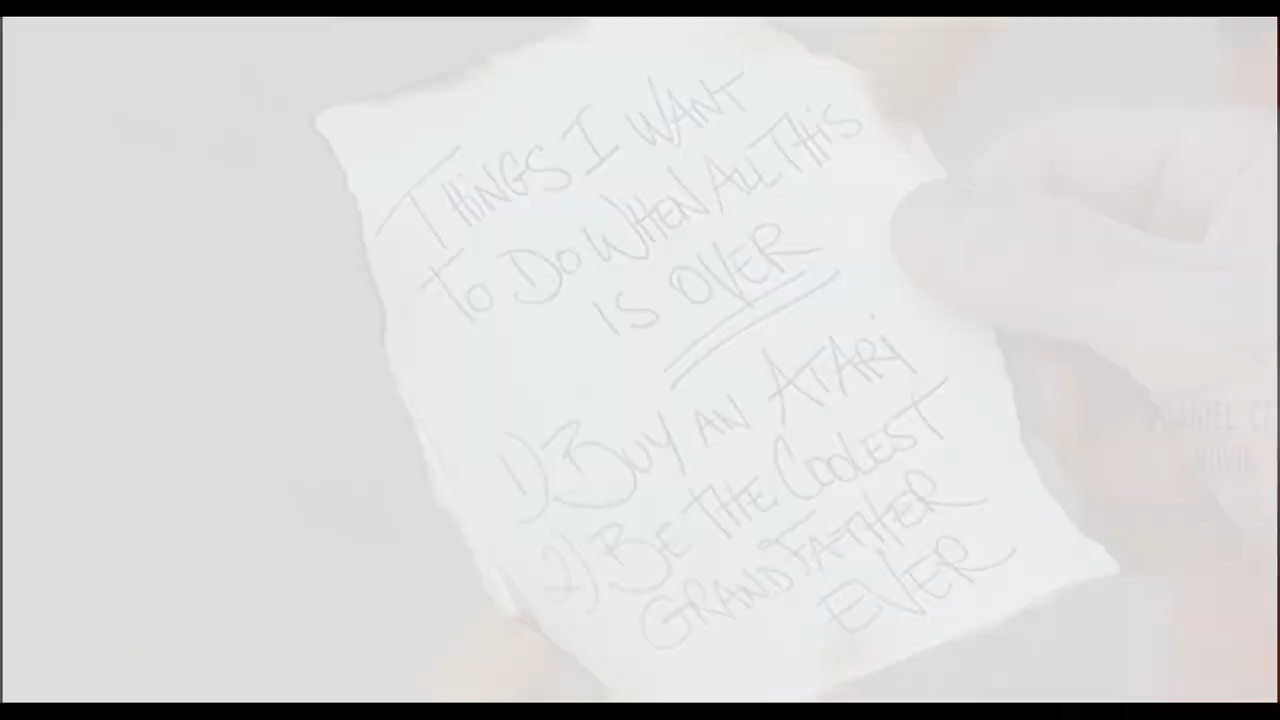 THINGS I WANT
TO DO WHEN ALL THIS
IS OVER
1) BUY AN ATARI
2) BE THE COOLEST
GRANDFATHER
EVER